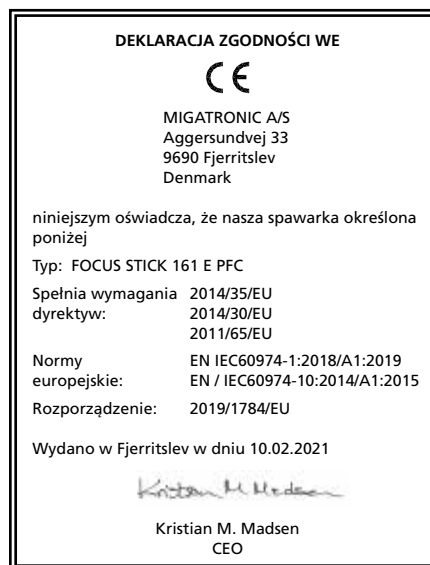 DEKLARACJA ZGODNOŚCI WE
CE
MIGATRONIC A/S
Aggersundvej 33
9690 Fjerritslev
Denmark
niniejszym oświadcza, że nasza spawarka określona
poniżej
Typ: FOCUS STICK 161 E PFC
Spełnia wymagania 2014/35/EU
dyrektyw: 2014/30/EU
2011/65/EU
Normy EN IEC60974-1:2018/A1:2019
europejskie: EN / IEC60974-10:2014/A1:2015
Rozporządzenie: 2019/1784/EU
Wydano w Fjerritslev w dniu 10.02.2021
Kristian M Madsen
Kristian M. Madsen
CEO